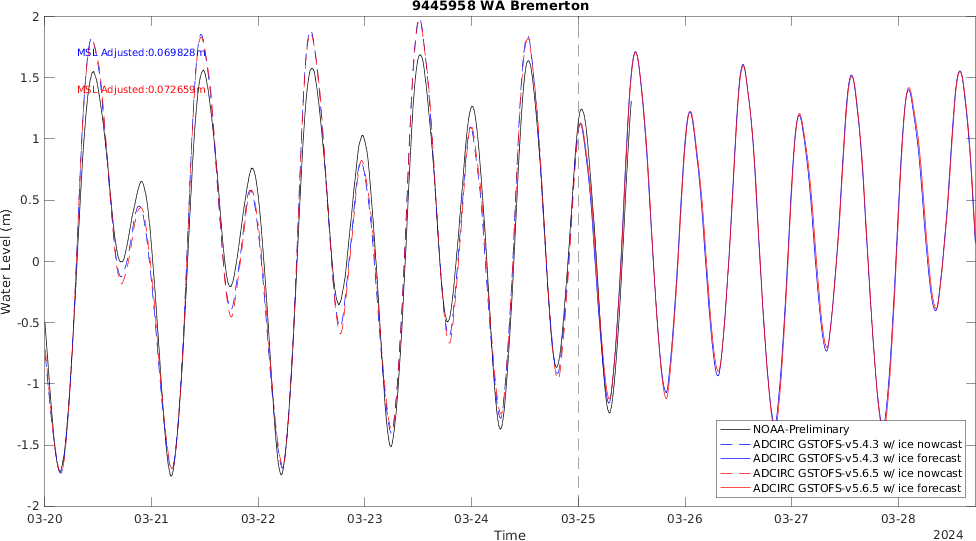 9445958 WA Bremerton
MSL Adjusted:0.069828m
MSL Adjusted:0.072659m
Water Level (m)
2
1.5
1
0.5
0
-0.5
-1
-1.5
-2
NOAA-Preliminary
ADCIRC GSTOFS-v5.4.3 w/ ice nowcast
ADCIRC GSTOFS-v5.4.3 w/ ice forecast
ADCIRC GSTOFS-v5.6.5 w/ ice nowcast
ADCIRC GSTOFS-v5.6.5 w/ ice forecast
03-20 03-21 03-22 03-23 03-24 03-25 03-26 03-27 03-28
Time
2024